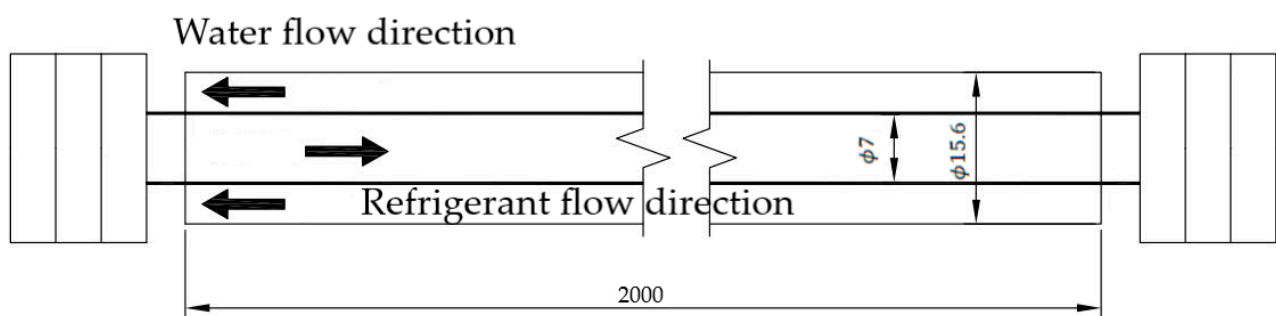 Water flow direction
ϕ7
ϕ15.6
Refrigerant flow direction
2000